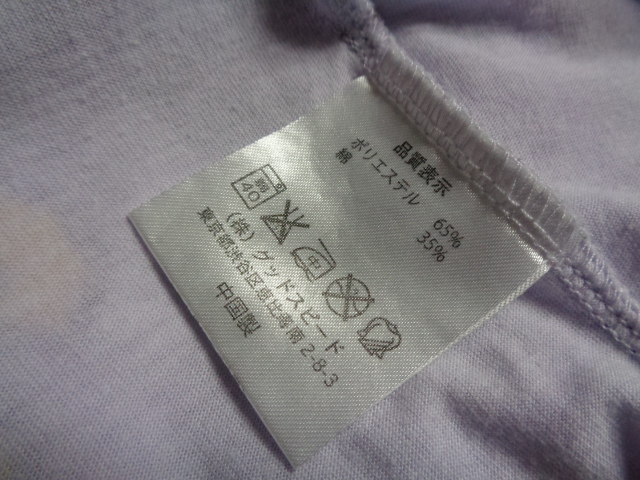 品質表示
ポリエステル 65%
綿 35%
弱
40
中
(株)グッドスピード
東京都渋谷区恵比寿南2-8-3
中国製